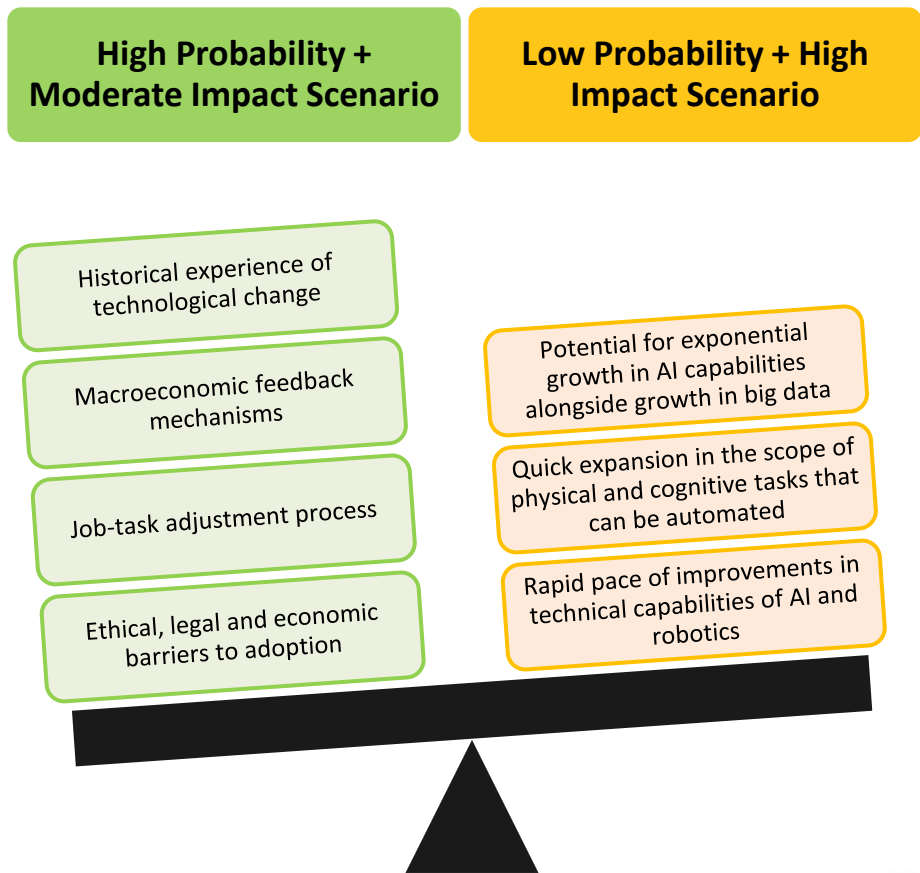 High Probability +
Moderate Impact Scenario
Low Probability + High
Impact Scenario
Historical experience of
technological change
Macroeconomic feedback
mechanisms
Job-task adjustment process
Ethical, legal and economic
barriers to adoption
Potential for exponential
growth in AI capabilities
alongside growth in big data
Quick expansion in the scope of
physical and cognitive tasks that
can be automated
Rapid pace of improvements in
technical capabilities of AI and
robotics